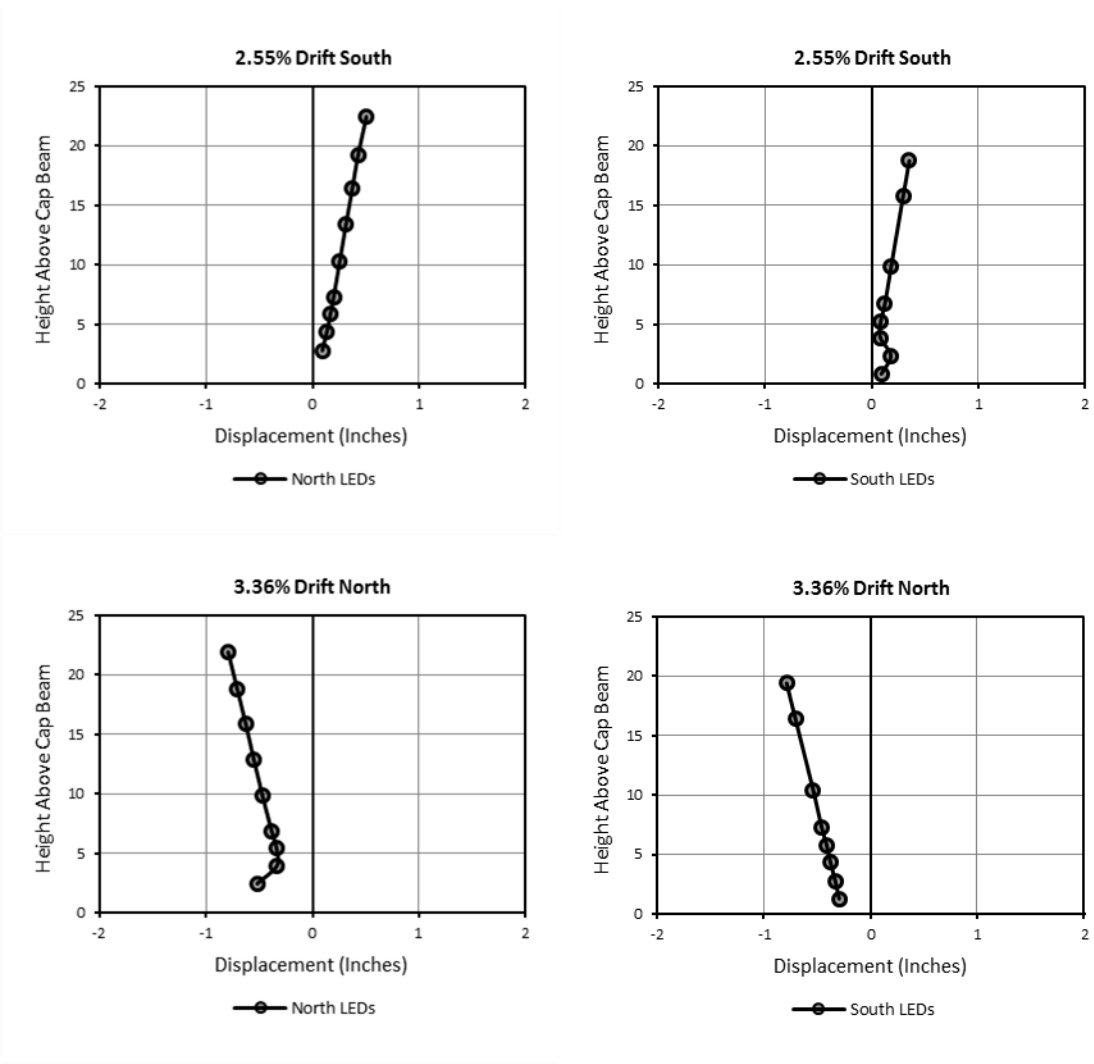 2.55% Drift South
25
20
15
10
5
0
-2 -1 0 1 2
Height Above Cap Beam
Displacement (Inches)
North LEDs
2.55% Drift South
25
20
15
10
5
0
-2 -1 0 1 2
Height Above Cap Beam
Displacement (Inches)
South LEDs
3.36% Drift North
25
20
15
10
5
0
-2 -1 0 1 2
Height Above Cap Beam
Displacement (Inches)
North LEDs
3.36% Drift North
25
20
15
10
5
0
-2 -1 0 1 2
Height Above Cap Beam
Displacement (Inches)
South LEDs